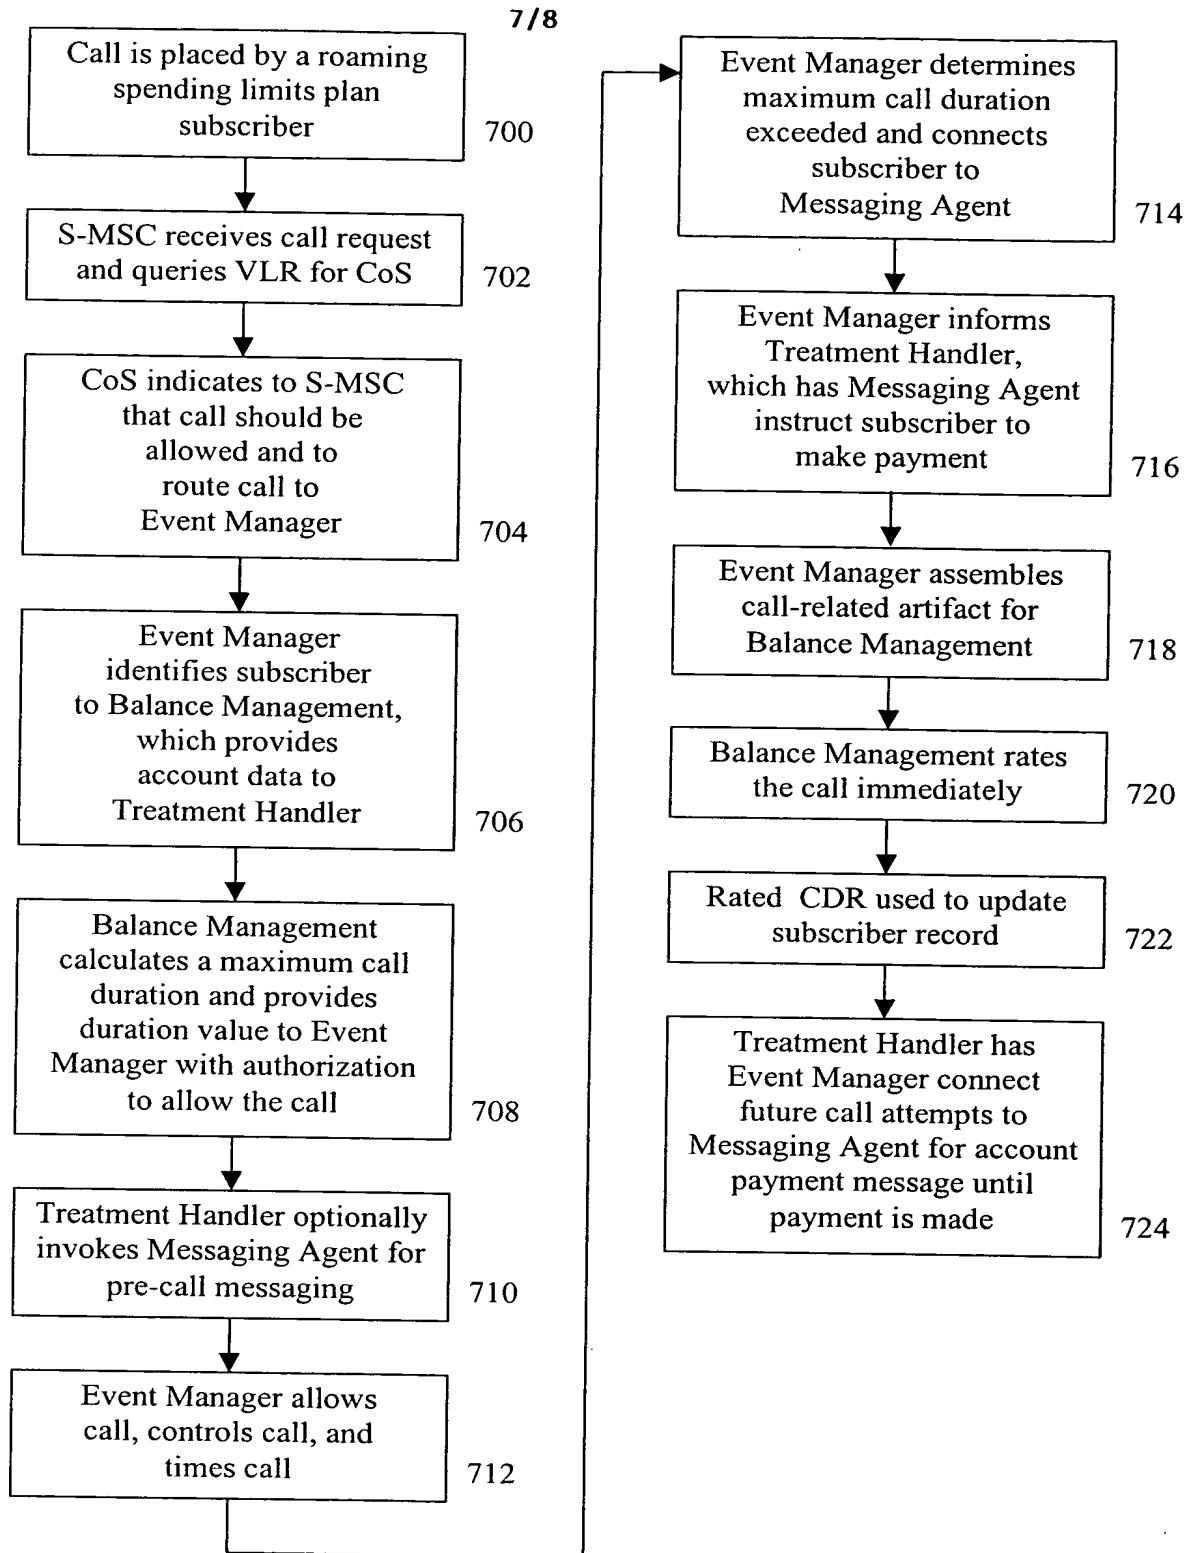 7/8
Call is placed by a roaming
spending limits plan
subscriber
700
S-MSC receives call request
and queries VLR for CoS
702
CoS indicates to S-MSC
that call should be
allowed and to
route call to
Event Manager
704
Event Manager
identifies subscriber
to Balance Management,
which provides
account data to
Treatment Handler
706
Balance Management
calculates a maximum call
duration and provides
duration value to Event
Manager with authorization
to allow the call
708
Treatment Handler optionally
invokes Messaging Agent for
pre-call messaging
710
Event Manager allows
call, controls call, and
times call
712
Event Manager determines
maximum call duration
exceeded and connects
subscriber to
Messaging Agent
714
Event Manager informs
Treatment Handler,
which has Messaging Agent
instruct subscriber to
make payment
716
Event Manager assembles
call-related artifact for
Balance Management
718
Balance Management rates
the call immediately
720
Rated CDR used to update
subscriber record
722
Treatment Handler has
Event Manager connect
future call attempts to
Messaging Agent for account
payment message until
payment is made
724